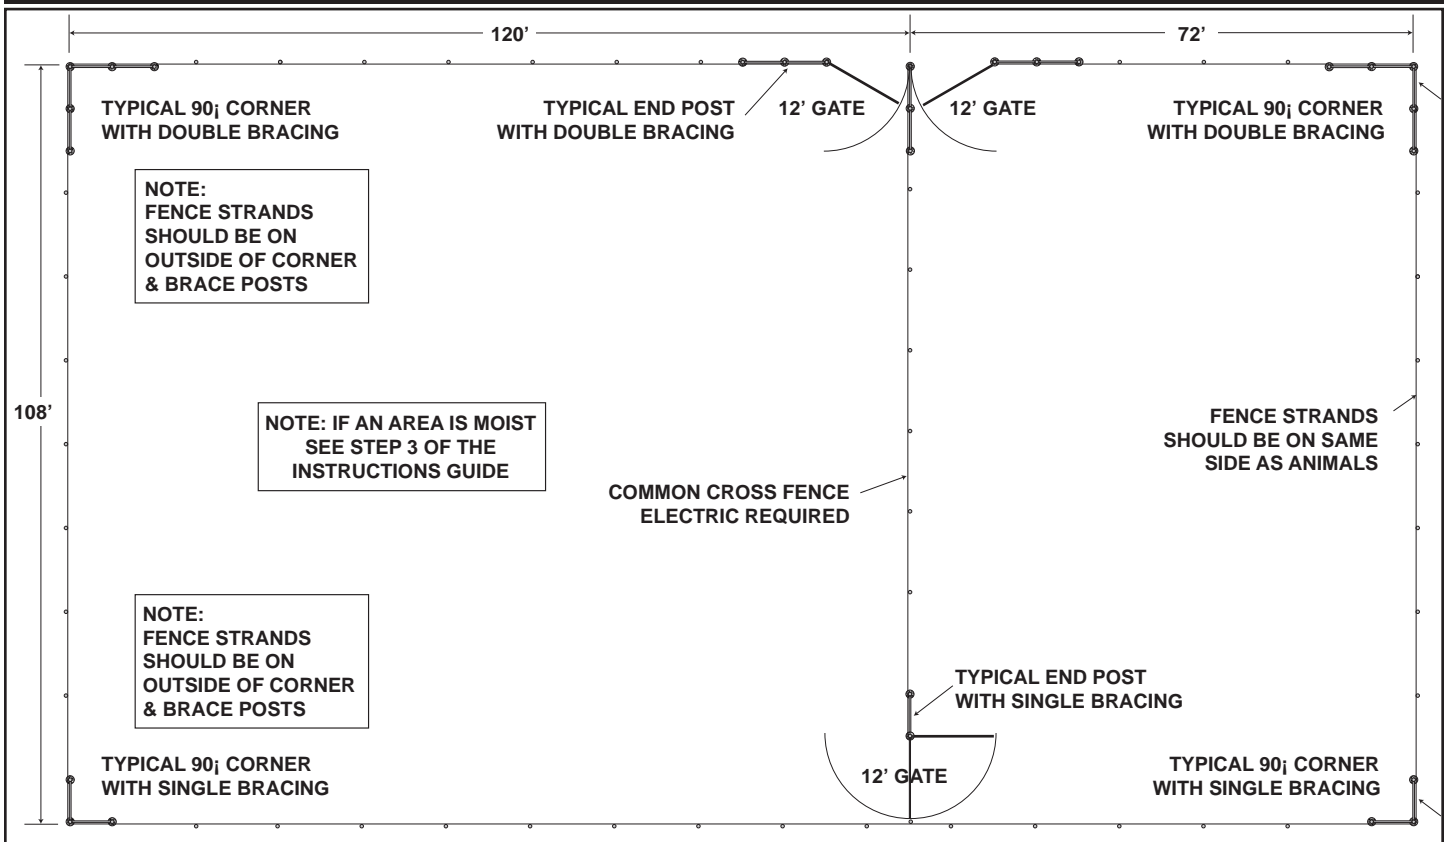 120’
72’
TYPICAL 90¡ CORNER
WITH DOUBLE BRACING
TYPICAL END POST
WITH DOUBLE BRACING
12’ GATE
12’ GATE
TYPICAL 90¡ CORNER
WITH DOUBLE BRACING
NOTE:
FENCE STRANDS
SHOULD BE ON
OUTSIDE OF CORNER
& BRACE POSTS
108’
NOTE: IF AN AREA IS MOIST
SEE STEP 3 OF THE
INSTRUCTIONS GUIDE
FENCE STRANDS
SHOULD BE ON SAME
SIDE AS ANIMALS
COMMON CROSS FENCE
ELECTRIC REQUIRED
NOTE:
FENCE STRANDS
SHOULD BE ON
OUTSIDE OF CORNER
& BRACE POSTS
TYPICAL END POST
WITH SINGLE BRACING
TYPICAL 90¡ CORNER
WITH SINGLE BRACING
12’ GATE
TYPICAL 90¡ CORNER
WITH SINGLE BRACING